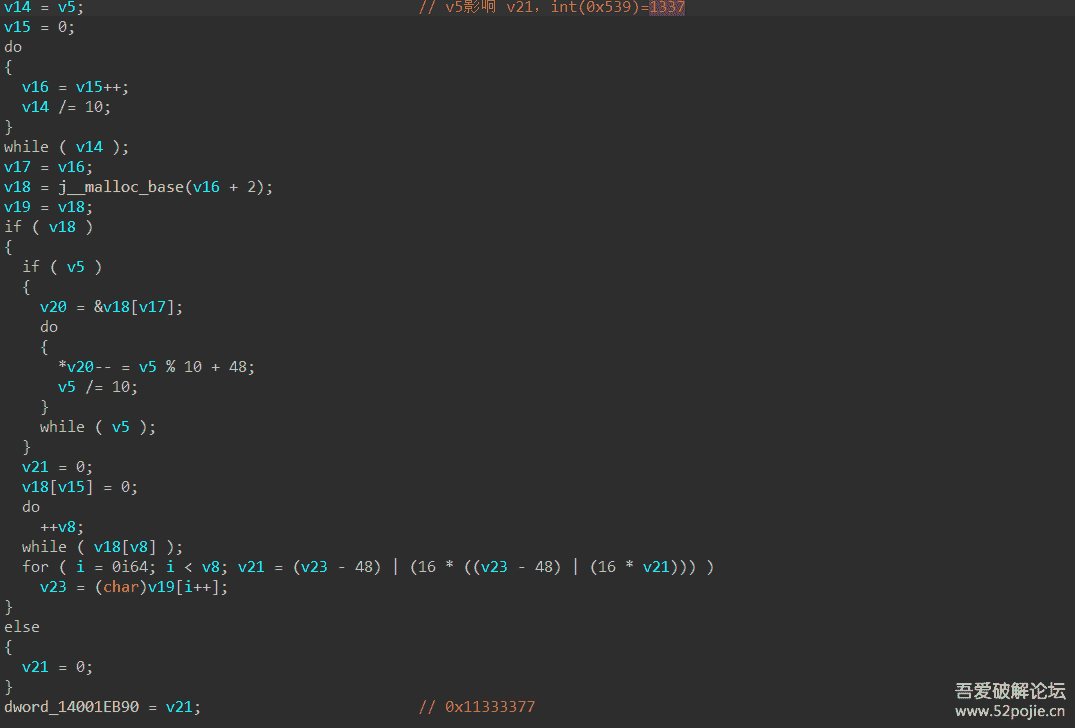 v14 = v5; // v5影响 v21，int(0x539)=1337
v15 = 0;
do
{
v16 = v15++;
v14 /= 10;
}
while ( v14 );
v17 = v16;
v18 = j__malloc_base(v16 + 2);
v19 = v18;
if ( v18 )
{
if ( v5 )
{
v20 = &v18[v17];
do
{
*v20-- = v5 % 10 + 48;
v5 /= 10;
}
while ( v5 );
}
v21 = 0;
v18[v15] = 0;
do
++v8;
while ( v18[v8] );
for ( i = 0i64; i < v8; v21 = (v23 - 48) | (16 * ((v23 - 48) | (16 * v21))) )
v23 = (char)v19[i++];
}
else
{
v21 = 0;
}
dword_14001EB90 = v21; // 0x11333377
吾爱破解论坛
www.52pojie.cn